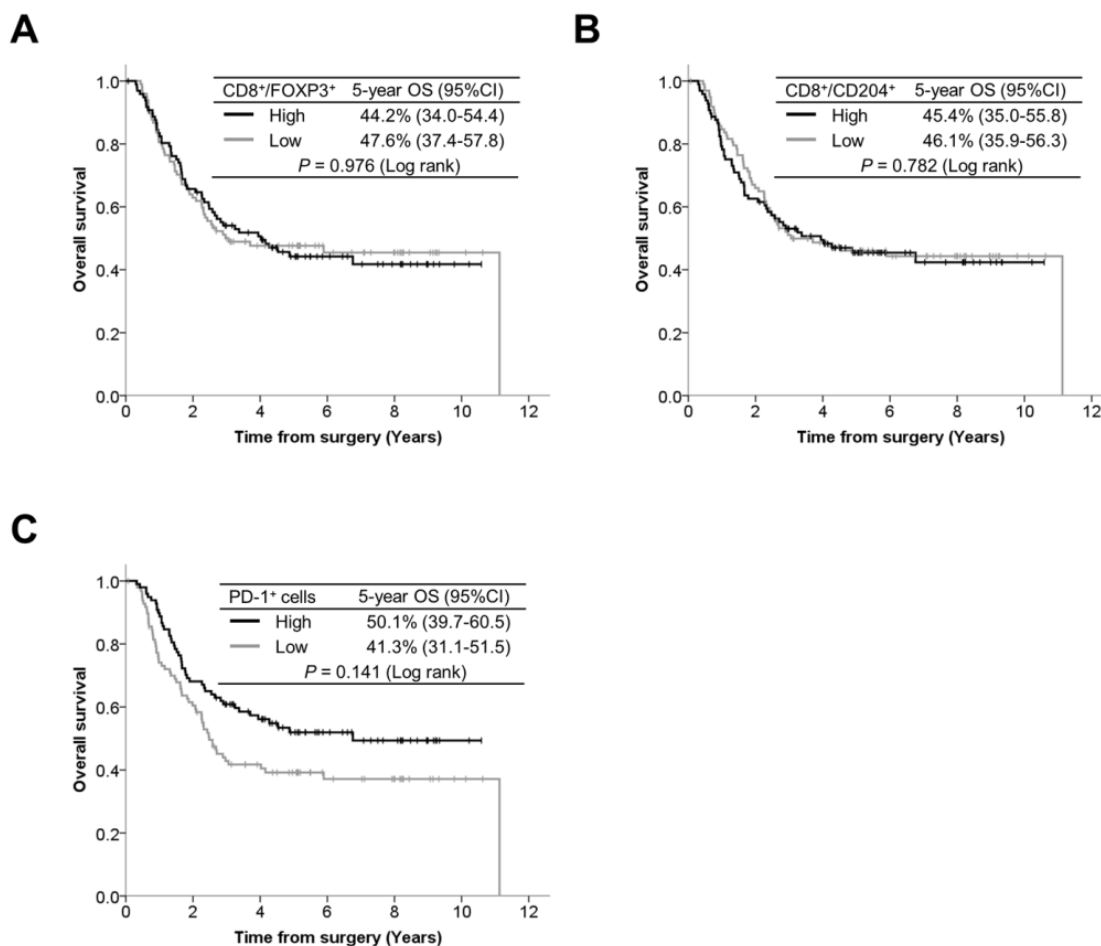 A
CD8⁺/FOXP3⁺ 5-year OS (95%CI)
High 44.2% (34.0-54.4)
Low 47.6% (37.4-57.8)
P = 0.976 (Log rank)
Overall survival
1.0
0.8
0.6
0.4
0.2
0.0
0 2 4 6 8 10 12
Time from surgery (Years)
B
CD8⁺/CD204⁺ 5-year OS (95%CI)
High 45.4% (35.0-55.8)
Low 46.1% (35.9-56.3)
P = 0.782 (Log rank)
Overall survival
1.0
0.8
0.6
0.4
0.2
0.0
0 2 4 6 8 10 12
Time from surgery (Years)
C
PD-1⁺ cells 5-year OS (95%CI)
High 50.1% (39.7-60.5)
Low 41.3% (31.1-51.5)
P = 0.141 (Log rank)
Overall survival
1.0
0.8
0.6
0.4
0.2
0.0
0 2 4 6 8 10 12
Time from surgery (Years)